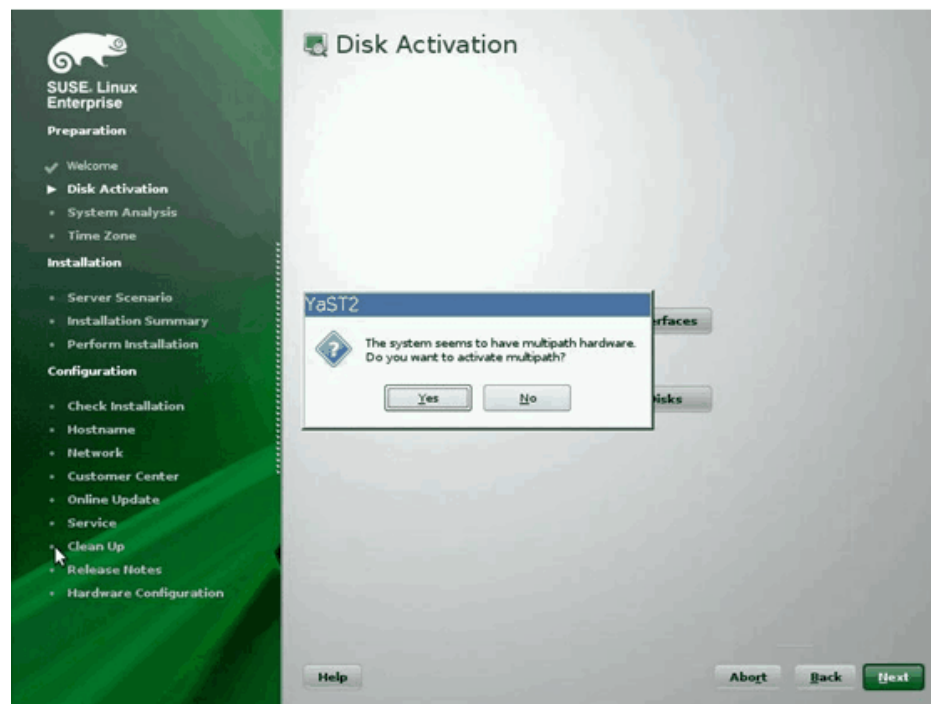 SUSE. Linux
Enterprise
Preparation
Welcome
Disk Activation
System Analysis
Time Zone
Installation
Server Scenario
Installation Summary
Perform Installation
Configuration
Check Installation
Hostname
Network
Customer Center
Online Update
Service
Clean Up
Release Notes
Hardware Configuration
Disk Activation
YaST2
The system seems to have multipath hardware.
Do you want to activate multipath?
Yes
No
erfaces
isks
Help
Abort
Back
Next